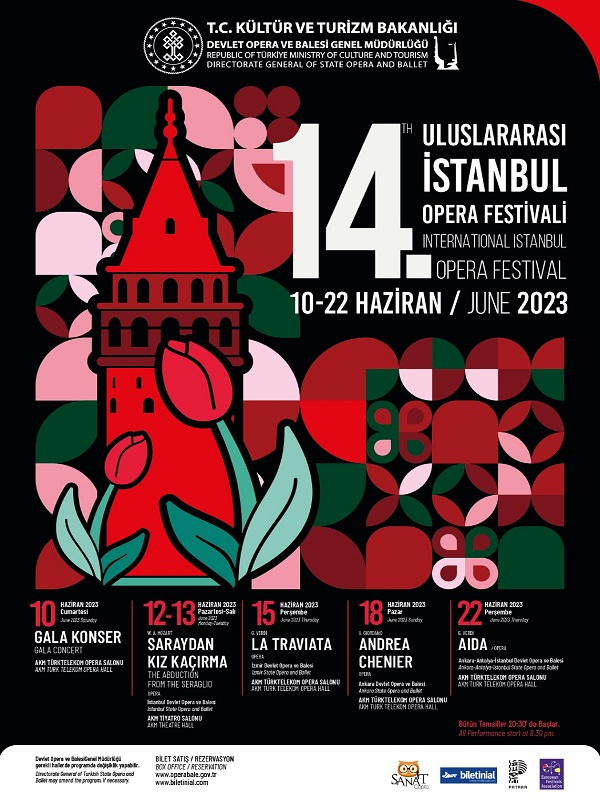 T.C. KÜLTÜR VE TURİZM BAKANLIĞI
DEVLET OPERA VE BALESİ GENEL MÜDÜRLÜĞÜ
REPUBLIC OF TÜRKİYE MINISTRY OF CULTURE AND TOURISM
DIRECTORATE GENERAL OF STATE OPERA AND BALLET
14.
TH
ULUSLARARASI
İSTANBUL
OPERA FESTİVALİ
INTERNATIONAL ISTANBUL
OPERA FESTIVAL
10-22 HAZİRAN / JUNE 2023
10
HAZİRAN 2023
Cumartesi
June 2023 Saturday
GALA KONSER
GALA CONCERT
AKM TÜRKTELEKOM OPERA SALONU
AKM TURK TELEKOM OPERA HALL
12-13
HAZİRAN 2023
Pazartesi-Salı
June 2023
Monday-Tuesday
W. A. MOZART
SARAYDAN
KIZ KAÇIRMA
THE ABDUCTION
FROM THE SERAGLIO
OPERA
İstanbul Devlet Opera ve Balesi
Istanbul State Opera and Ballet
AKM TİYATRO SALONU
AKM THEATRE HALL
15
HAZİRAN 2023
Perşembe
June 2023 Thursday
G. VERDI
LA TRAVIATA
OPERA
İzmir Devlet Opera ve Balesi
Izmir State Opera and Ballet
AKM TÜRKTELEKOM OPERA SALONU
AKM TURK TELEKOM OPERA HALL
18
HAZİRAN 2023
Pazar
June 2023 Sunday
U. GIORDANO
ANDREA
CHENIER
OPERA
Ankara Devlet Opera ve Balesi
Ankara State Opera and Ballet
AKM TÜRKTELEKOM OPERA SALONU
AKM TURK TELEKOM OPERA HALL
22
HAZİRAN 2023
Perşembe
June 2023 Thursday
G. VERDI
AIDA / OPERA
Ankara-Antalya-İstanbul Devlet Opera ve Balesi
Ankara-Antalya-Istanbul State Opera and Ballet
AKM TÜRKTELEKOM OPERA SALONU
AKM TURK TELEKOM OPERA HALL
Bütün Temsiller 20:30' da Başlar.
All Performance start at 8.30 pm.
Devlet Opera ve Balesi Genel Müdürlüğü
gerekli hallerde programda değişiklik yapabilir.
Directorate General of Turkish State Opera and
Ballet may amend the program, if necessary.
BİLET SATIŞ / REZERVASYON
BOX OFFICE / RESERVATION
www.operabale.gov.tr
www.biletinial.com
SANAT
Cepte
biletinial
PATARA
European
Festivals
Association